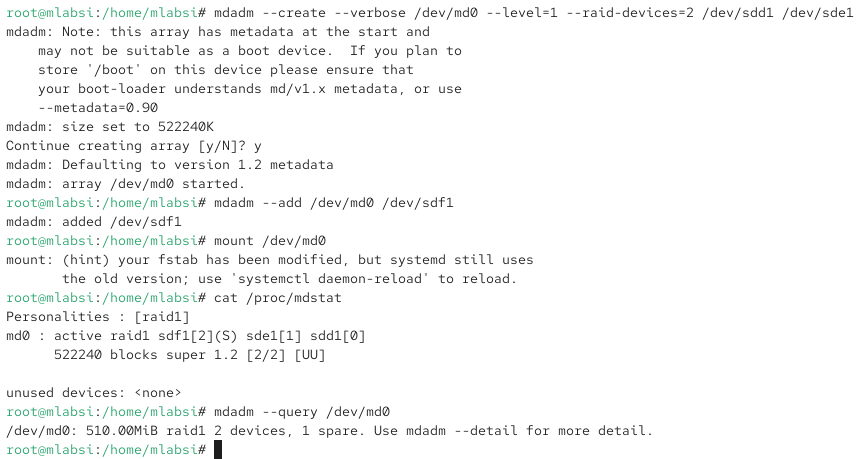 root@mlabsi:/home/mlabsi# mdadm --create --verbose /dev/md0 --level=1 --raid-devices=2 /dev/sdd1 /dev/sde1
mdadm: Note: this array has metadata at the start and
    may not be suitable as a boot device.  If you plan to
    store '/boot' on this device please ensure that
    your boot-loader understands md/v1.x metadata, or use
    --metadata=0.90
mdadm: size set to 522240K
Continue creating array [y/N]? y
mdadm: Defaulting to version 1.2 metadata
mdadm: array /dev/md0 started.
root@mlabsi:/home/mlabsi# mdadm --add /dev/md0 /dev/sdf1
mdadm: added /dev/sdf1
root@mlabsi:/home/mlabsi# mount /dev/md0
mount: (hint) your fstab has been modified, but systemd still uses
       the old version; use 'systemctl daemon-reload' to reload.
root@mlabsi:/home/mlabsi# cat /proc/mdstat
Personalities : [raid1]
md0 : active raid1 sdf1[2](S) sde1[1] sdd1[0]
      522240 blocks super 1.2 [2/2] [UU]

unused devices: <none>
root@mlabsi:/home/mlabsi# mdadm --query /dev/md0
/dev/md0: 510.00MiB raid1 2 devices, 1 spare. Use mdadm --detail for more detail.
root@mlabsi:/home/mlabsi#